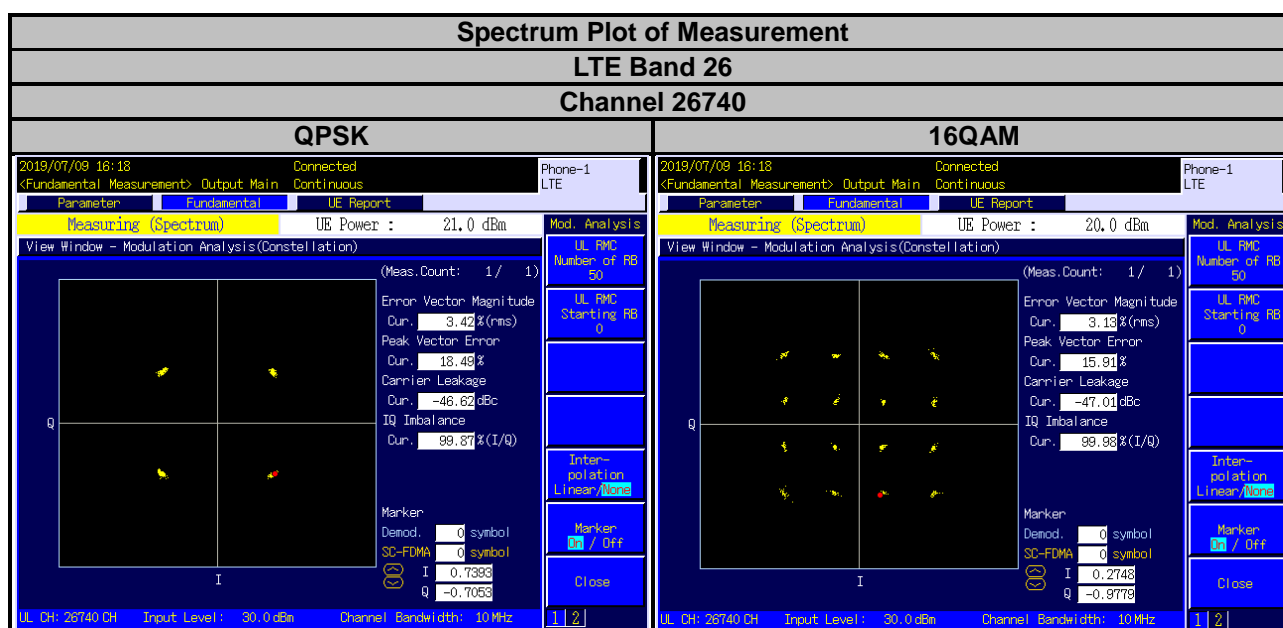 Spectrum Plot of Measurement
LTE Band 26
Channel 26740
QPSK
16QAM
2019/07/09 16:18 Connected
<Fundamental Measurement> Output Main Continuous
Phone-1
LTE
Parameter Fundamental UE Report
Measuring (Spectrum) UE Power : 21.0 dBm
View Window - Modulation Analysis(Constellation)
(Meas.Count: 1/ 1)
Error Vector Magnitude
Cur. 3.42 %(rms)
Peak Vector Error
Cur. 18.49 %
Carrier Leakage
Cur. -46.62 dBc
IQ Imbalance
Cur. 99.87 %(I/Q)
Q
I
Marker
Demod. 0 symbol
SC-FDMA 0 symbol
I 0.7393
Q -0.7053
Mod. Analysis
UL RMC
Number of RB
50
UL RMC
Starting RB
0
Inter-
polation
Linear/None
Marker
On / Off
Close
UL CH: 26740 CH Input Level: 30.0 dBm Channel Bandwidth: 10 MHz
1 2
2019/07/09 16:18 Connected
<Fundamental Measurement> Output Main Continuous
Phone-1
LTE
Parameter Fundamental UE Report
Measuring (Spectrum) UE Power : 20.0 dBm
View Window - Modulation Analysis(Constellation)
(Meas.Count: 1/ 1)
Error Vector Magnitude
Cur. 3.13 %(rms)
Peak Vector Error
Cur. 15.91 %
Carrier Leakage
Cur. -47.01 dBc
IQ Imbalance
Cur. 99.98 %(I/Q)
Q
I
Marker
Demod. 0 symbol
SC-FDMA 0 symbol
I 0.2748
Q -0.9779
Mod. Analysis
UL RMC
Number of RB
50
UL RMC
Starting RB
0
Inter-
polation
Linear/None
Marker
On / Off
Close
UL CH: 26740 CH Input Level: 30.0 dBm Channel Bandwidth: 10 MHz
1 2